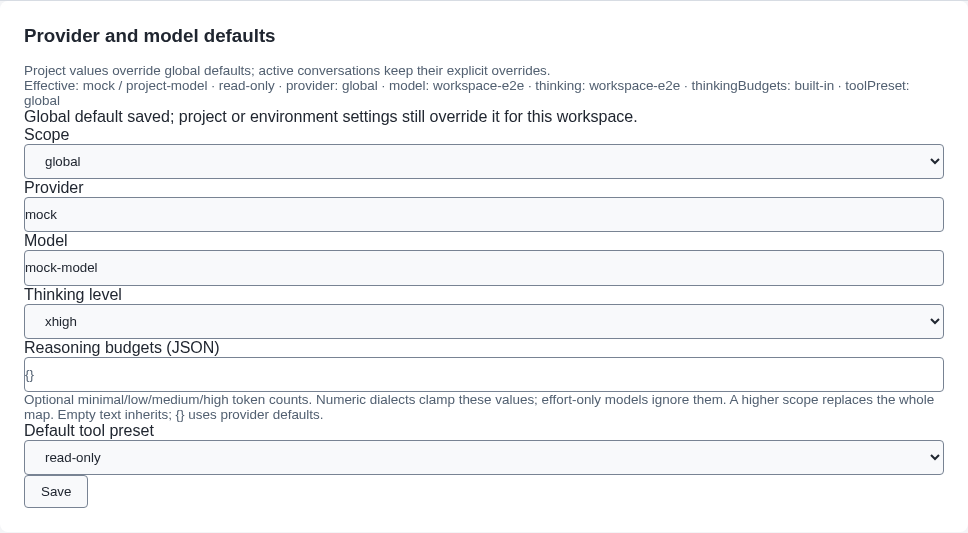 Provider and model defaults
Project values override global defaults; active conversations keep their explicit overrides.
Effective: mock / project-model · read-only · provider: global · model: workspace-e2e · thinking: workspace-e2e · thinkingBudgets: built-in · toolPreset:
global
Global default saved; project or environment settings still override it for this workspace.
Scope
global
Provider
mock
Model
mock-model
Thinking level
xhigh
Reasoning budgets (JSON)
{}
Optional minimal/low/medium/high token counts. Numeric dialects clamp these values; effort-only models ignore them. A higher scope replaces the whole
map. Empty text inherits; {} uses provider defaults.
Default tool preset
read-only
Save